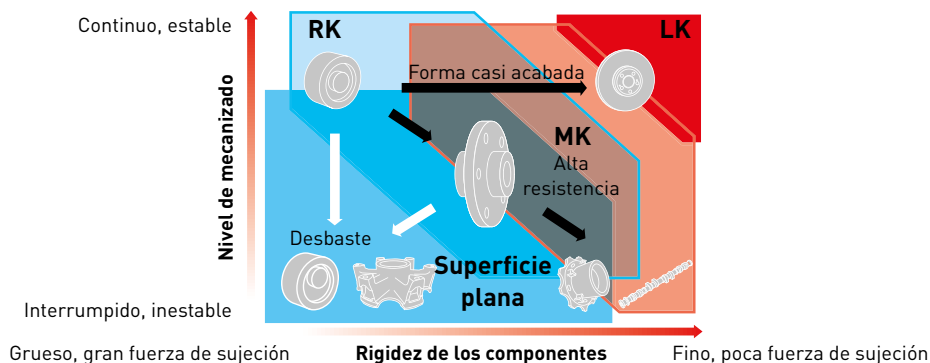 Continuo, estable
RK
LK
Forma casi acabada
Nivel de mecanizado
MK
Alta
resistencia
Desbaste
Superficie
plana
Interrumpido, inestable
Grueso, gran fuerza de sujeción
Rigidez de los componentes
Fino, poca fuerza de sujeción